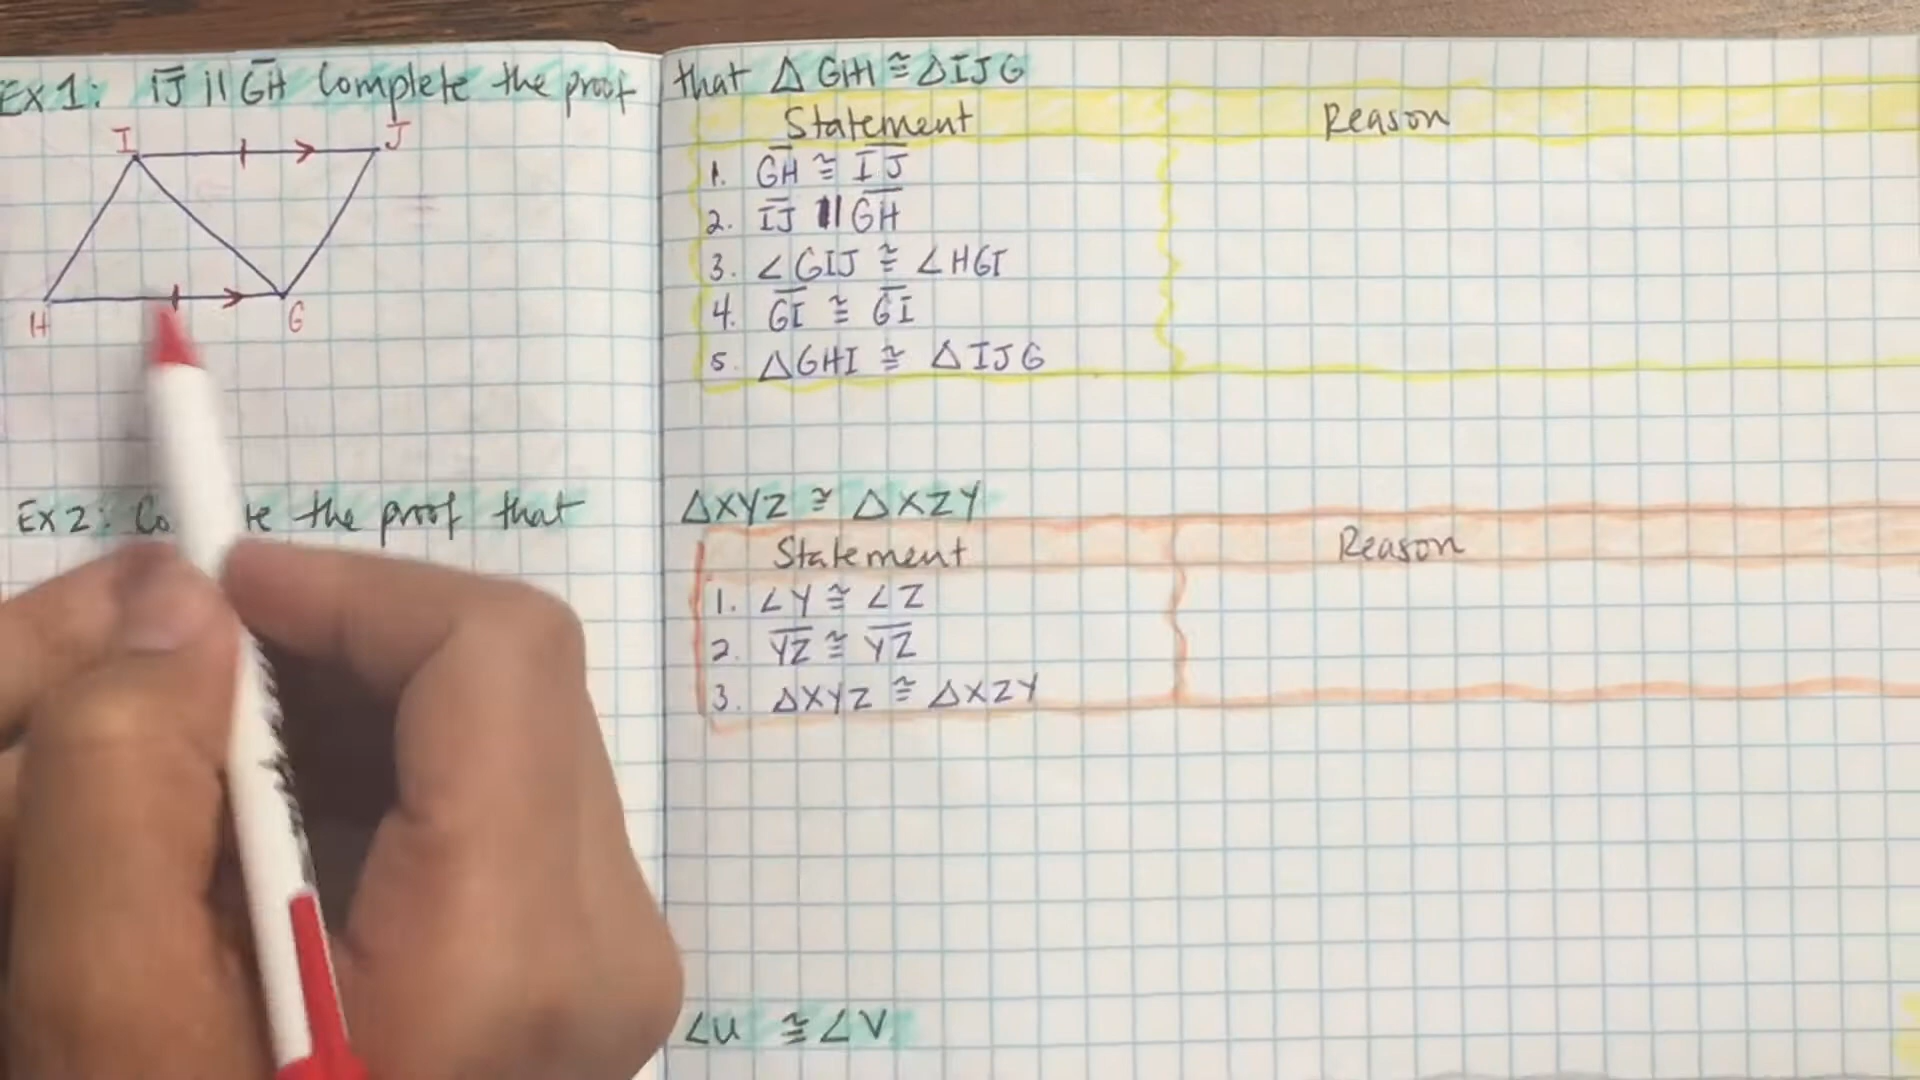 Ex 1: IJ || GH Complete the proof that △GHI ≅ △IJG
I J
H G
Statement Reason
1. GH ≅ IJ
2. IJ || GH
3. ∠GIJ ≅ ∠HGI
4. GI ≅ GI
5. △GHI ≅ △IJG
Ex 2: the proof that △XYZ ≅ △XZY
Statement Reason
1. ∠Y ≅ ∠Z
2. YZ ≅ YZ
3. △XYZ ≅ △XZY
∠U ≅ ∠V